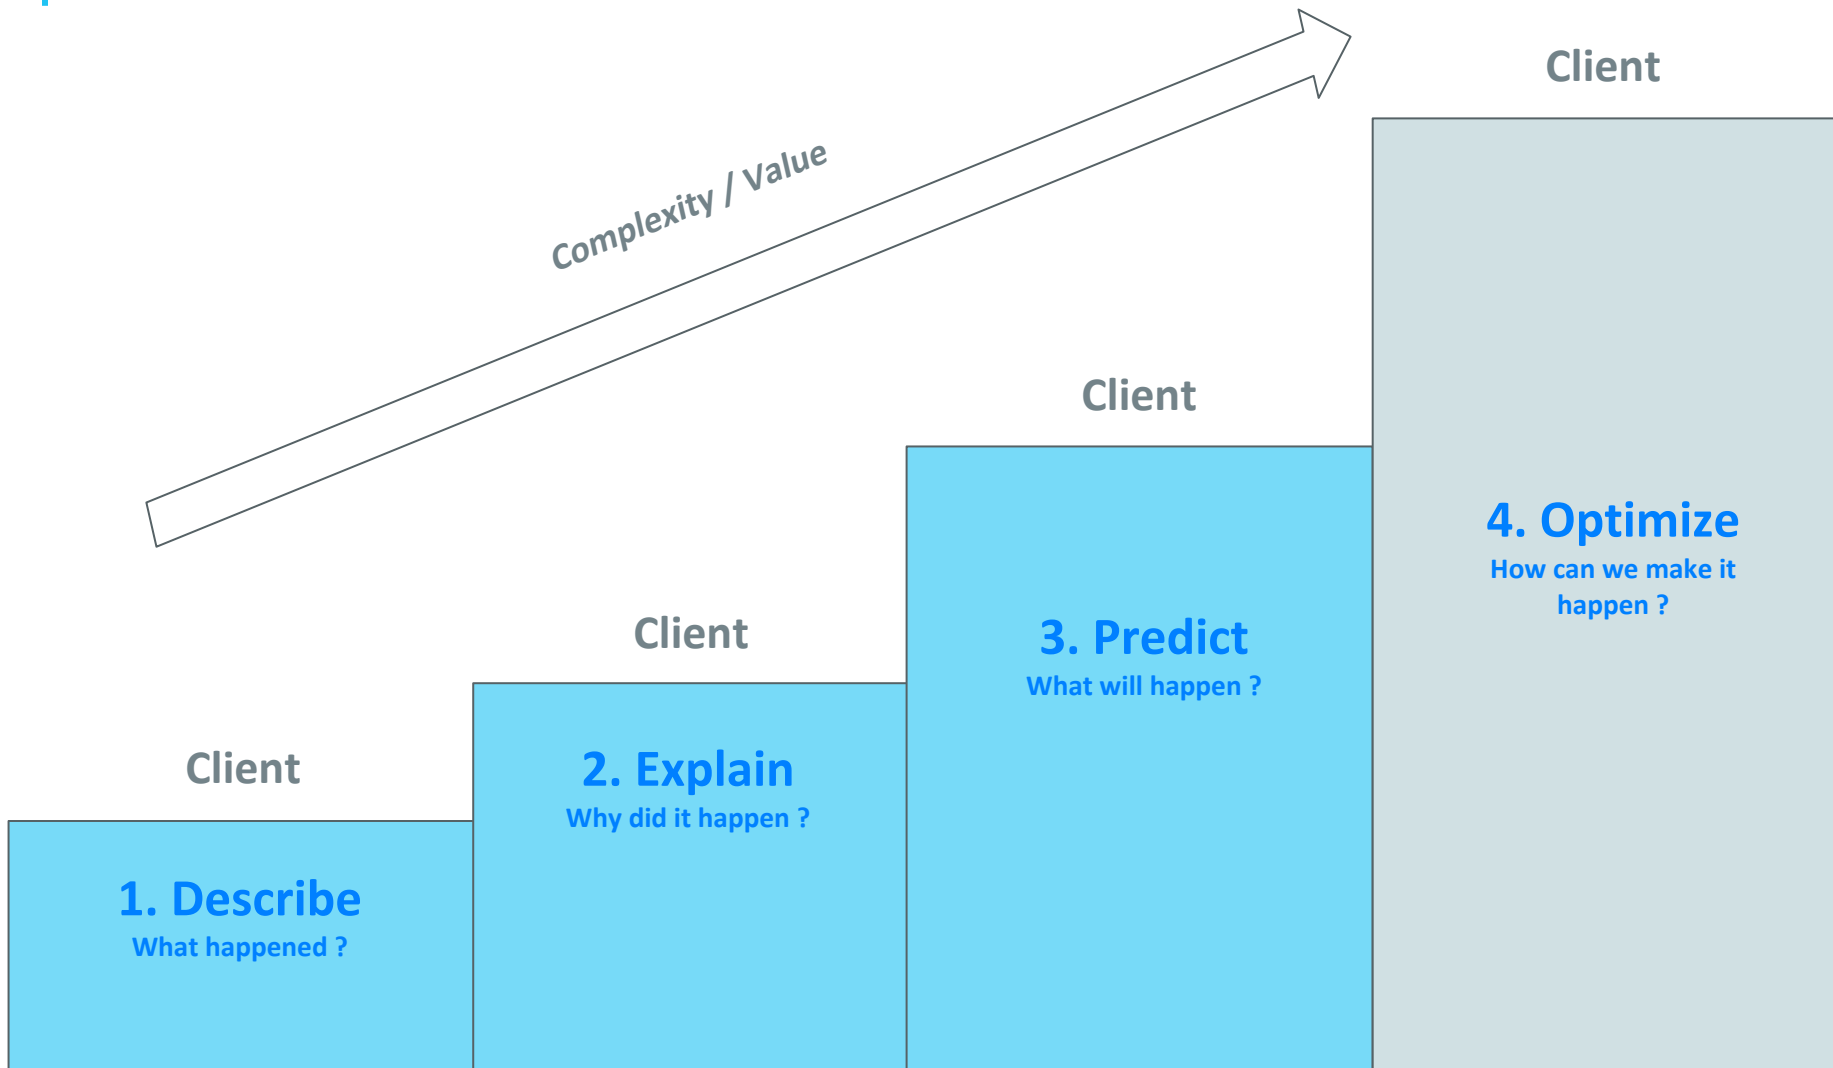 Complexity / Value
Client
1. Describe
What happened ?
Client
2. Explain
Why did it happen ?
Client
3. Predict
What will happen ?
Client
4. Optimize
How can we make it
happen ?